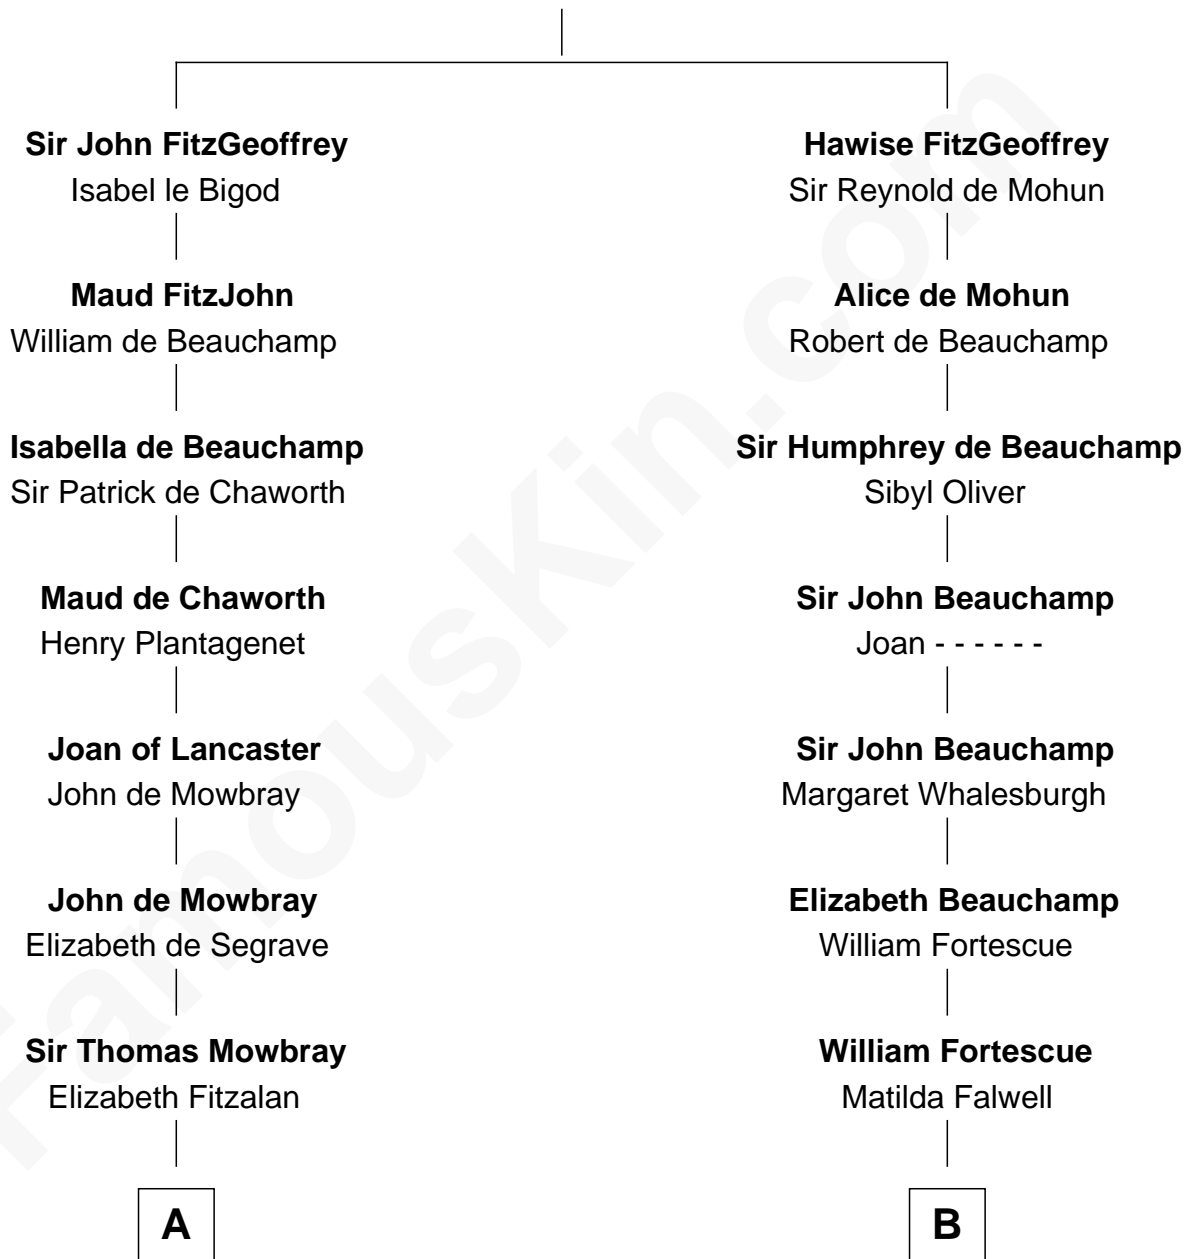 Sir John FitzGeoffrey
Isabel le Bigod
Maud FitzJohn
William de Beauchamp
Isabella de Beauchamp
Sir Patrick de Chaworth
Maud de Chaworth
Henry Plantagenet
Joan of Lancaster
John de Mowbray
John de Mowbray
Elizabeth de Segrave
Sir Thomas Mowbray
Elizabeth Fitzalan
A
Hawise FitzGeoffrey
Sir Reynold de Mohun
Alice de Mohun
Robert de Beauchamp
Sir Humphrey de Beauchamp
Sibyl Oliver
Sir John Beauchamp
Joan - - - - - -
Sir John Beauchamp
Margaret Whalesburgh
Elizabeth Beauchamp
William Fortescue
William Fortescue
Matilda Falwell
B
FamousKin.com